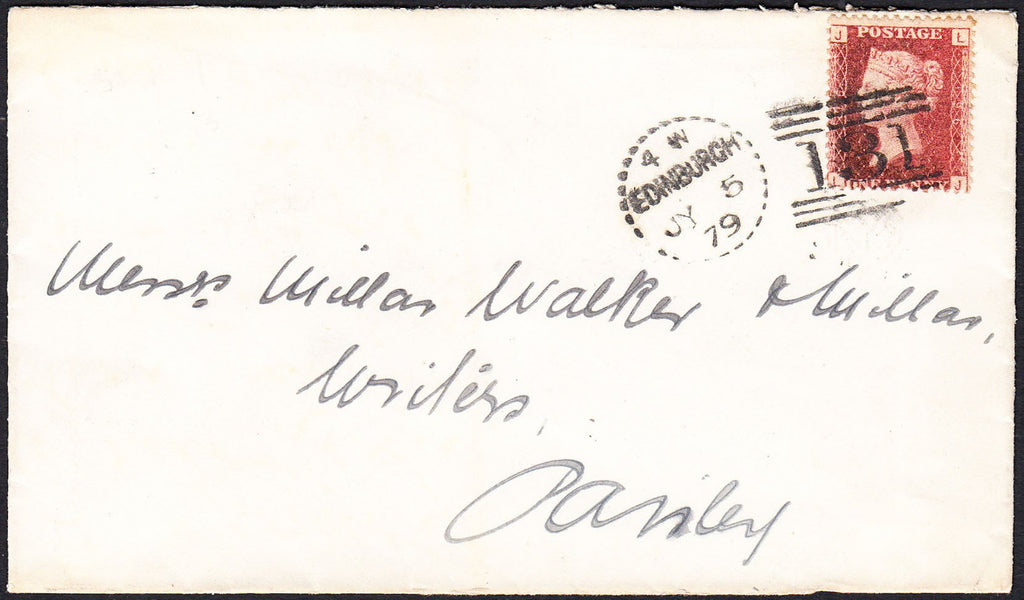 J POSTAGE L
4 W
EDINBURGH
JY 5
79
131
L J
Messrs Millar Walker & Millar,
Writers,
Paisley